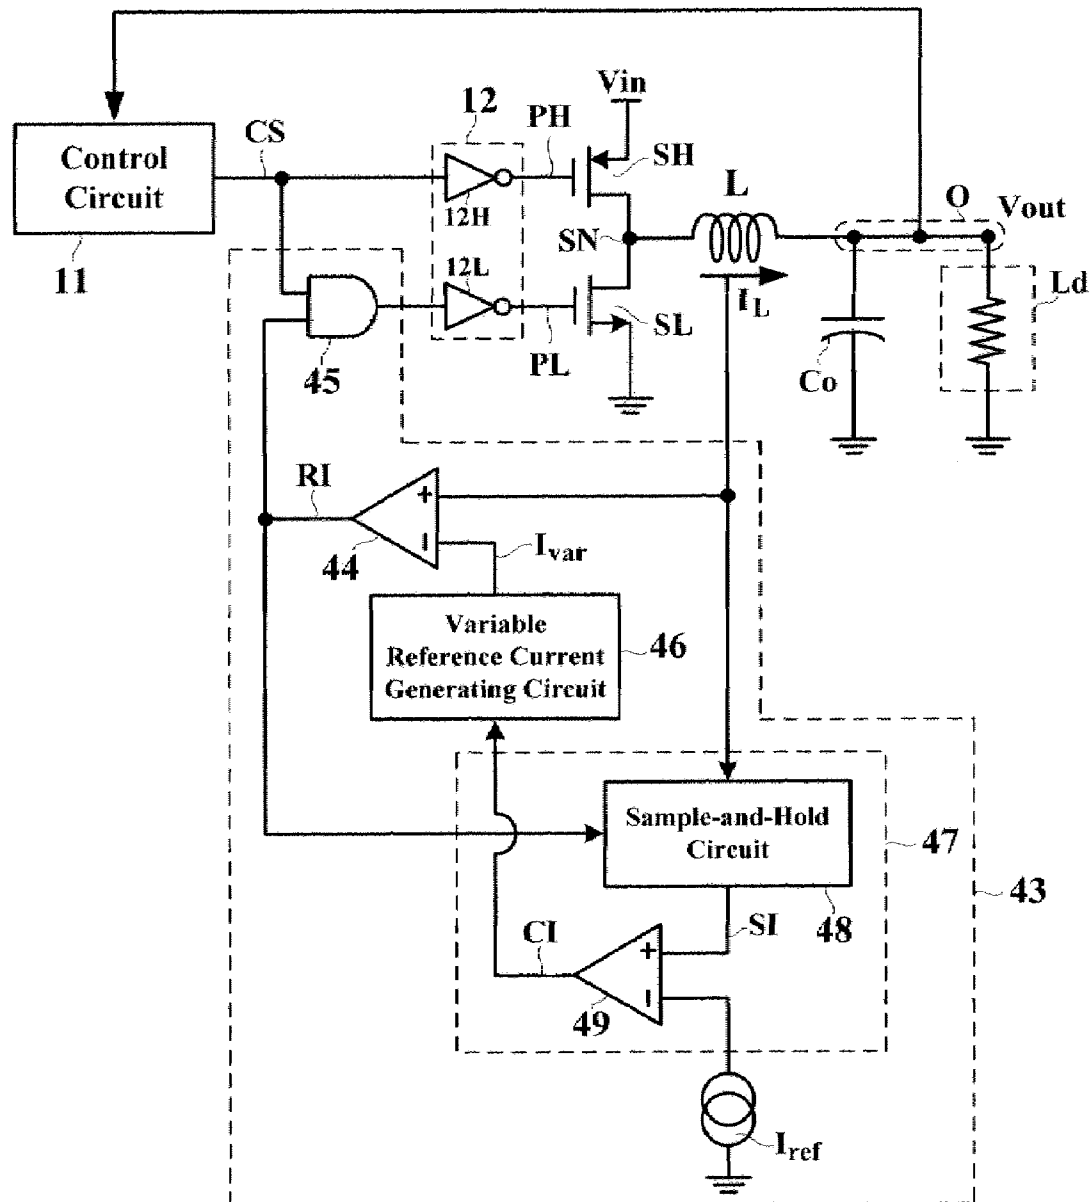 Vin
12
PH
CS
SH
Control
Circuit
12H
L
O
Vout
SN
11
12L
Ld
IL
SL
45
PL
Co
RI
+
44
−
Ivar
Variable
Reference Current
Generating Circuit
46
Sample-and-Hold
Circuit
47
43
CI
SI
48
+
49
−
Iref